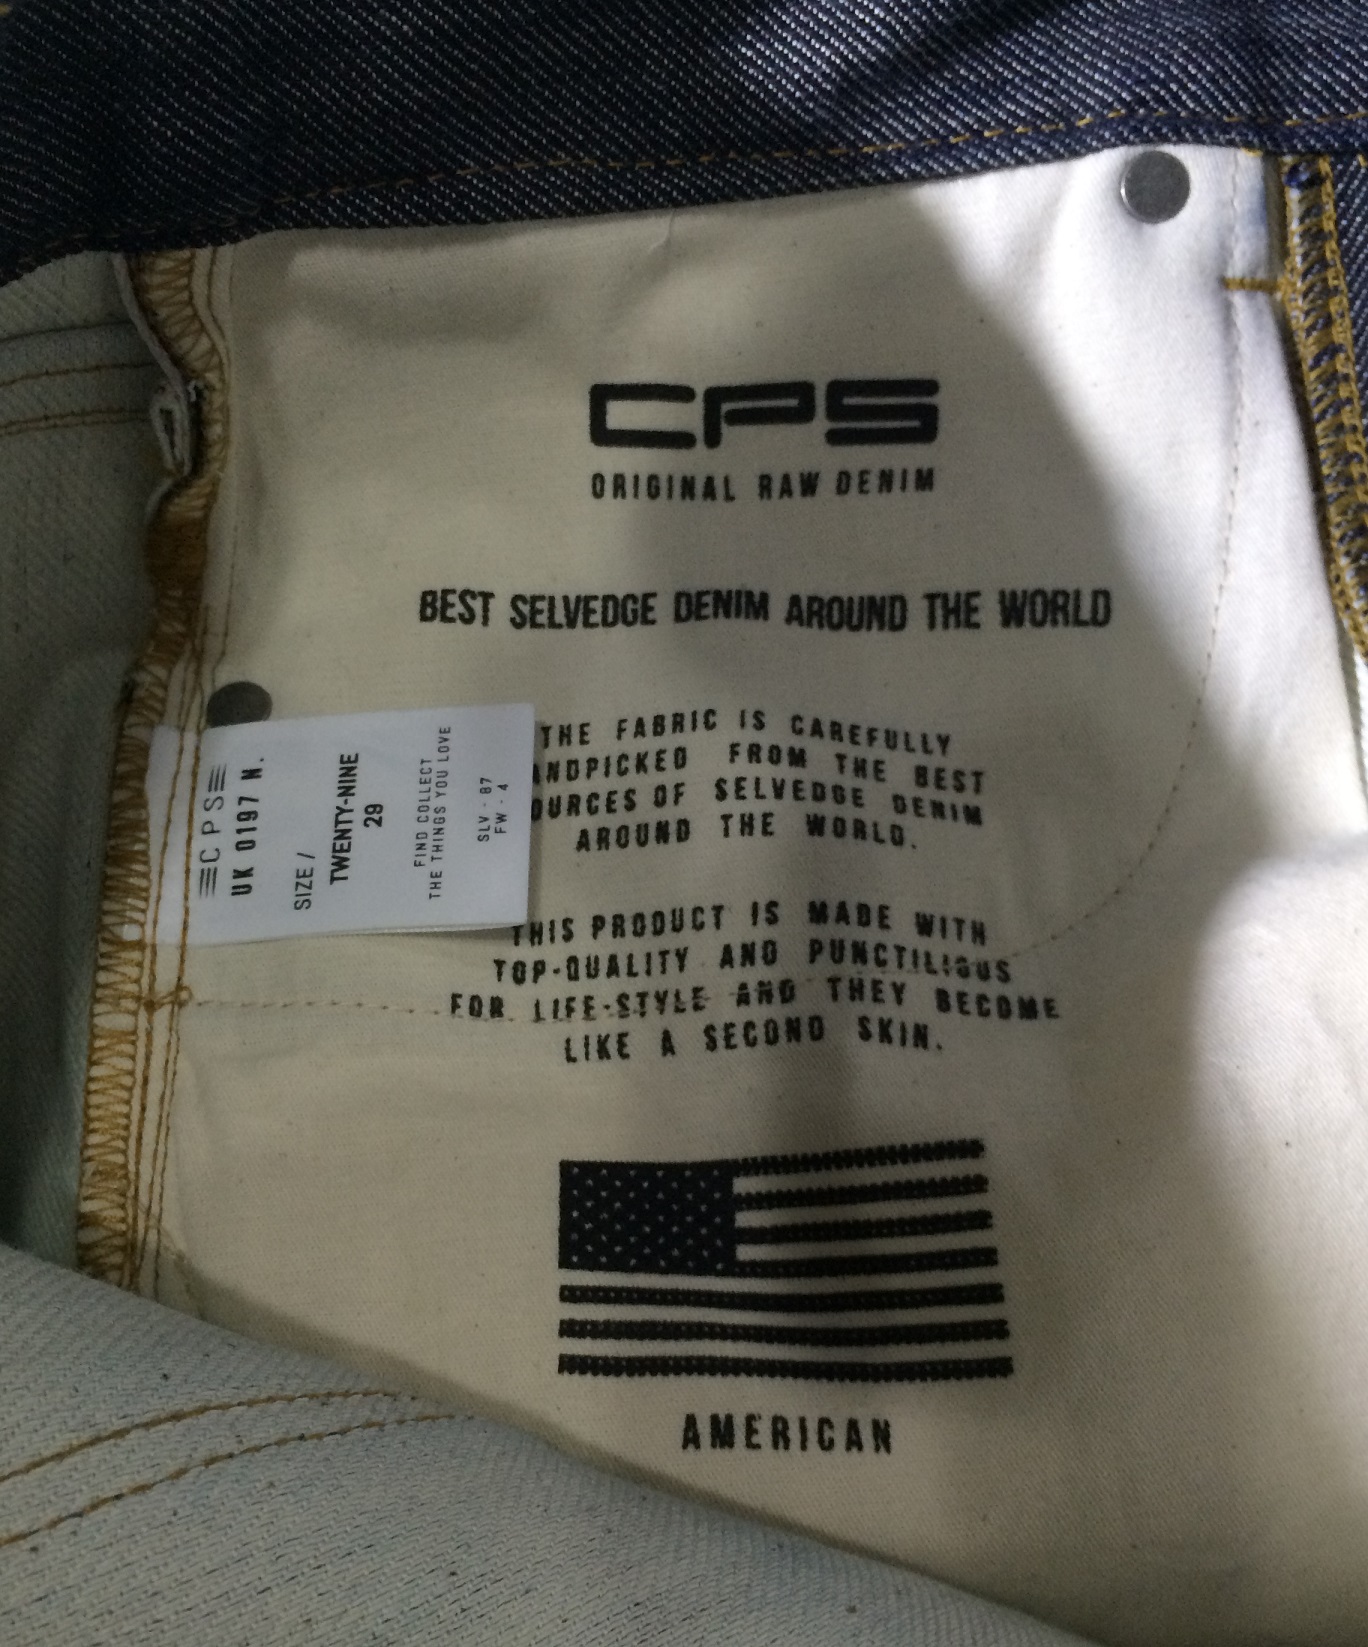 CPS
ORIGINAL RAW DENIM
BEST SELVEDGE DENIM AROUND THE WORLD
THE FABRIC IS CAREFULLY
ANDPICKED FROM THE BEST
OURCES OF SELVEDGE DENIM
AROUND THE WORLD.
THIS PRODUCT IS MADE WITH
TOP-QUALITY AND PUNCTILIOUS
FOR LIFE-STYLE AND THEY BECOME
LIKE A SECOND SKIN.
AMERICAN
CPS
UK 0197 N.
SIZE /
TWENTY-NINE
29
FIND COLLECT
THE THINGS YOU LOVE
SLV - 87
FW - 4